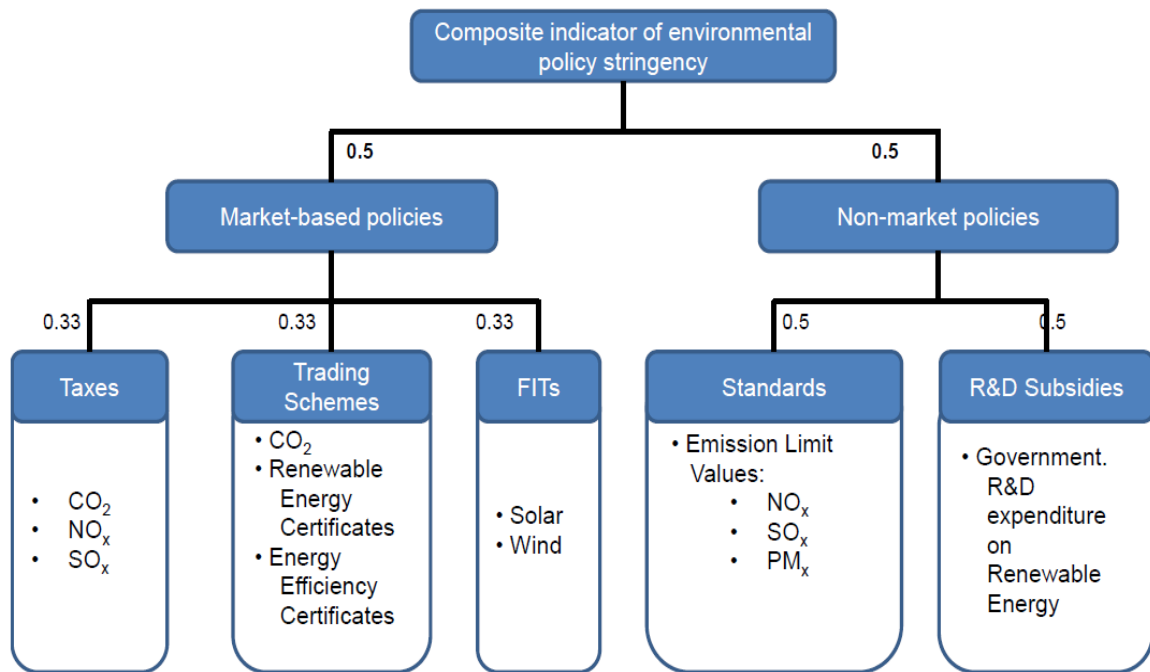 Composite indicator of environmental
policy stringency
0.5
0.5
Market-based policies
Non-market policies
0.33
0.33
0.33
0.5
0.5
Taxes
Trading
Schemes
FITs
Standards
R&D Subsidies
• CO₂
• NOₓ
• SOₓ
• CO₂
• Renewable
Energy
Certificates
• Energy
Efficiency
Certificates
• Solar
• Wind
• Emission Limit
Values:
• NOₓ
• SOₓ
• PMₓ
• Government.
R&D
expenditure
on
Renewable
Energy